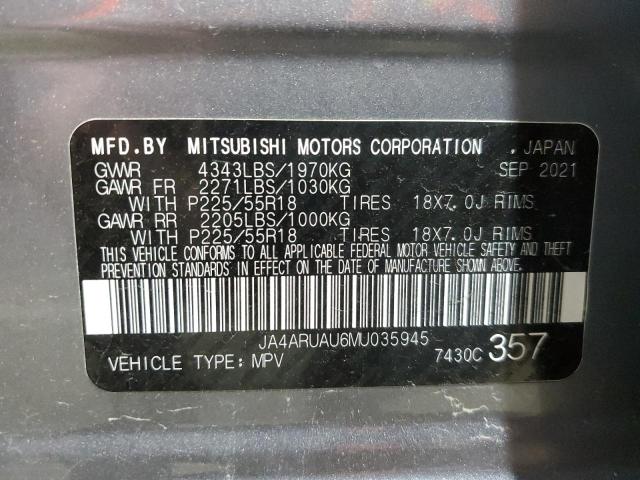 MFD.BY MITSUBISHI MOTORS CORPORATION , JAPAN
GVWR 4343LBS/1970KG SEP 2021
GAWR FR 2271LBS/1030KG
WITH P225/55R18 TIRES 18X7.0J RIMS
GAWR RR 2205LBS/1000KG
WITH P225/55R18 TIRES 18X7.0J RIMS
THIS VEHICLE CONFORMS TO ALL APPLICABLE FEDERAL MOTOR VEHICLE SAFETY AND THEFT
PREVENTION STANDARDS IN EFFECT ON THE DATE OF MANUFACTURE SHOWN ABOVE.
JA4ARUAU6MU035945
VEHICLE TYPE: MPV 7430C 357